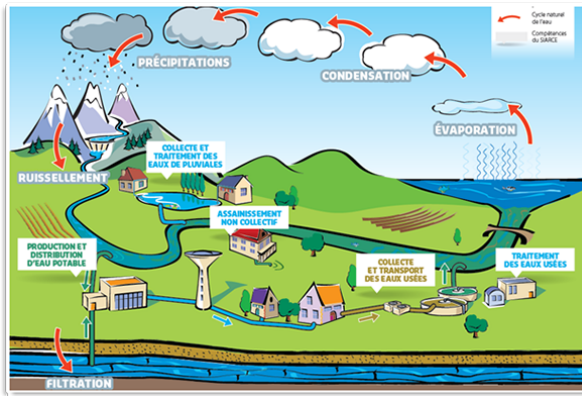 Cycle naturel
de l'eau
Compétences
du SIARCE
PRÉCIPITATIONS
CONDENSATION
ÉVAPORATION
COLLECTE ET
TRAITEMENT DES
EAUX DE PLUVIALES
RUISSELLEMENT
ASSAINISSEMENT
NON COLLECTIF
PRODUCTION ET
DISTRIBUTION
D'EAU POTABLE
COLLECTE
ET TRANSPORT
DES EAUX USÉES
TRAITEMENT
DES EAUX USÉES
FILTRATION